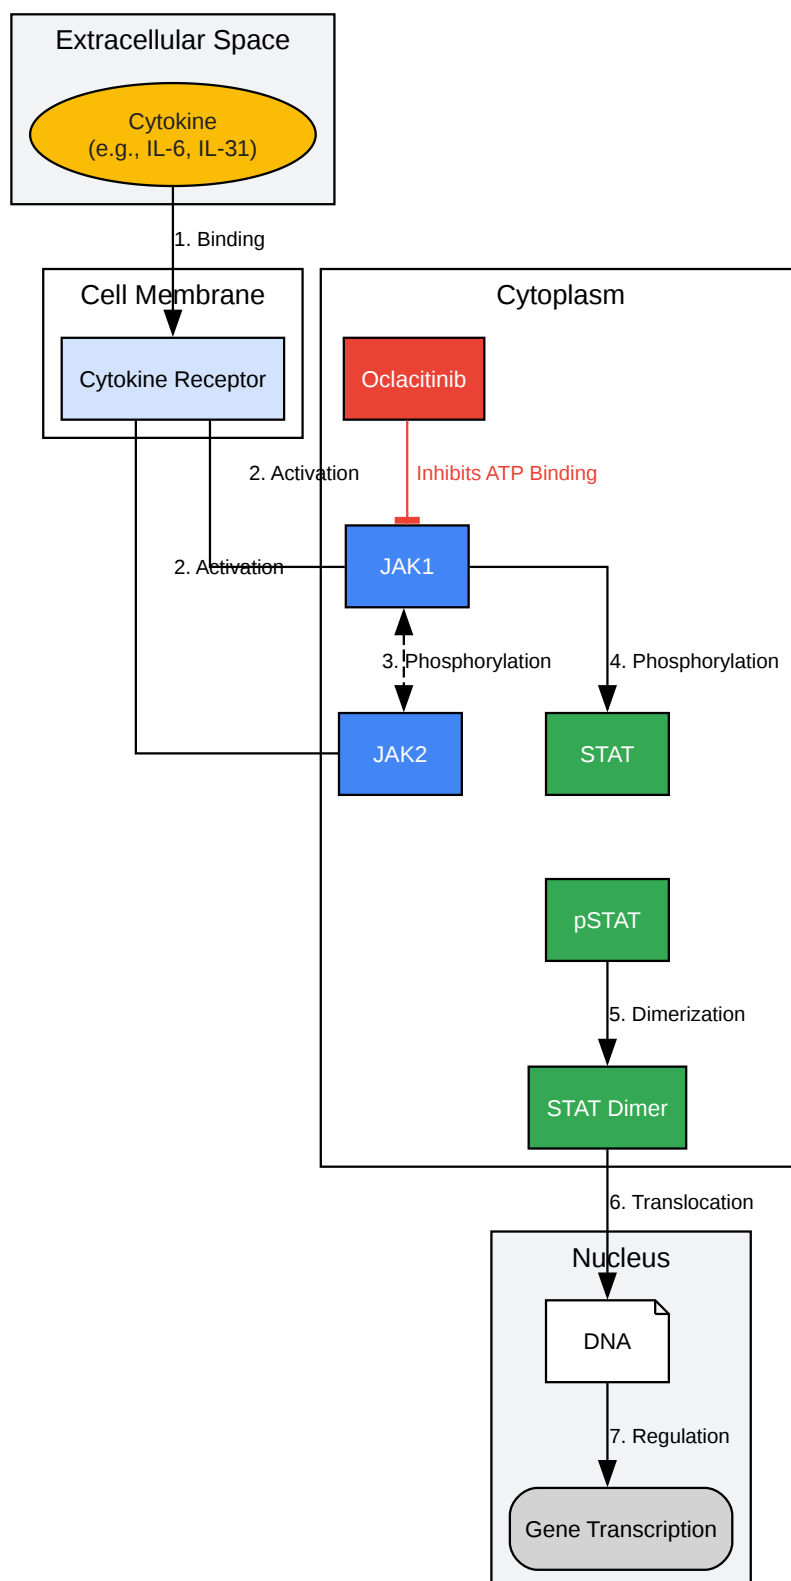 Extracellular Space
Cytokine
(e.g., IL-6, IL-31)
1. Binding
Cell Membrane
Cytoplasm
Cytokine Receptor
Oclacitinib
2. Activation
Inhibits ATP Binding
2. Activation
JAK1
3. Phosphorylation
4. Phosphorylation
JAK2
STAT
pSTAT
5. Dimerization
STAT Dimer
6. Translocation
Nucleus
DNA
7. Regulation
Gene Transcription